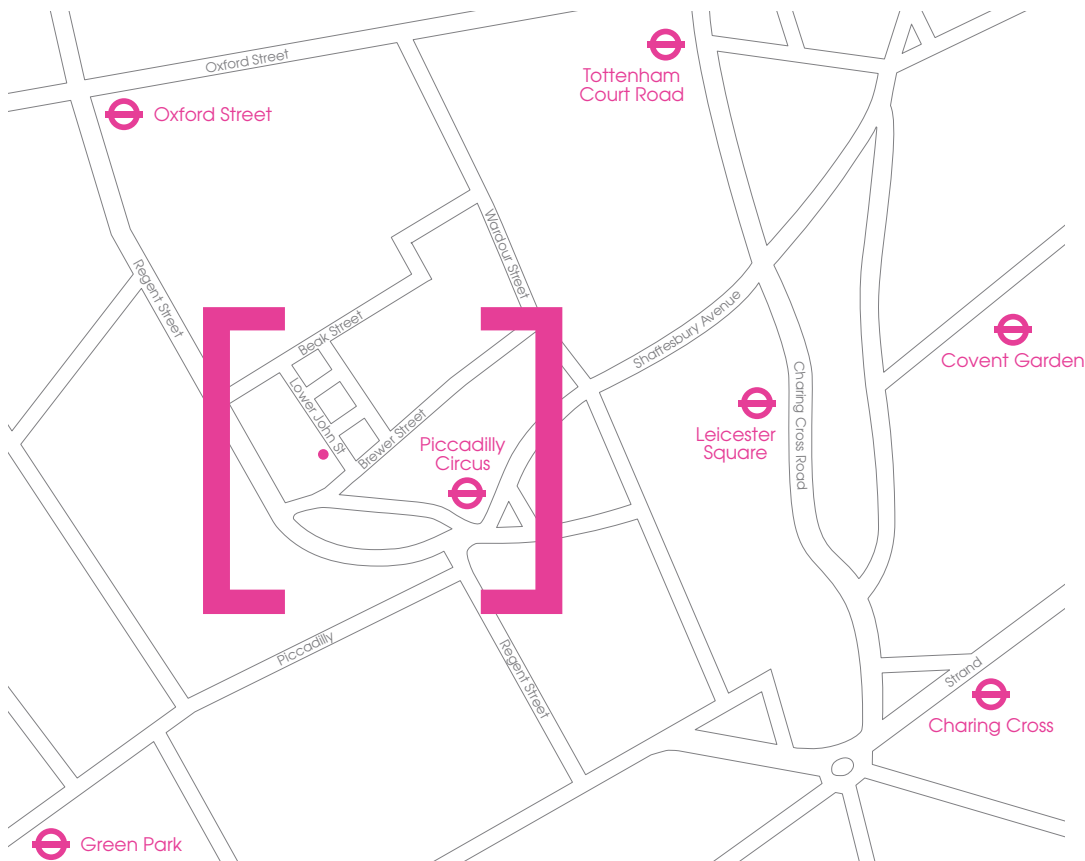 Oxford Street
Tottenham
Court Road
Oxford Street
Wardour Street
Regent Street
Beak Street
Shaftesbury Avenue
Covent Garden
Lower John St
Charing Cross Road
Brewer Street
Piccadilly
Circus
Leicester
Square
Piccadilly
Regent Street
Strand
Charing Cross
Green Park